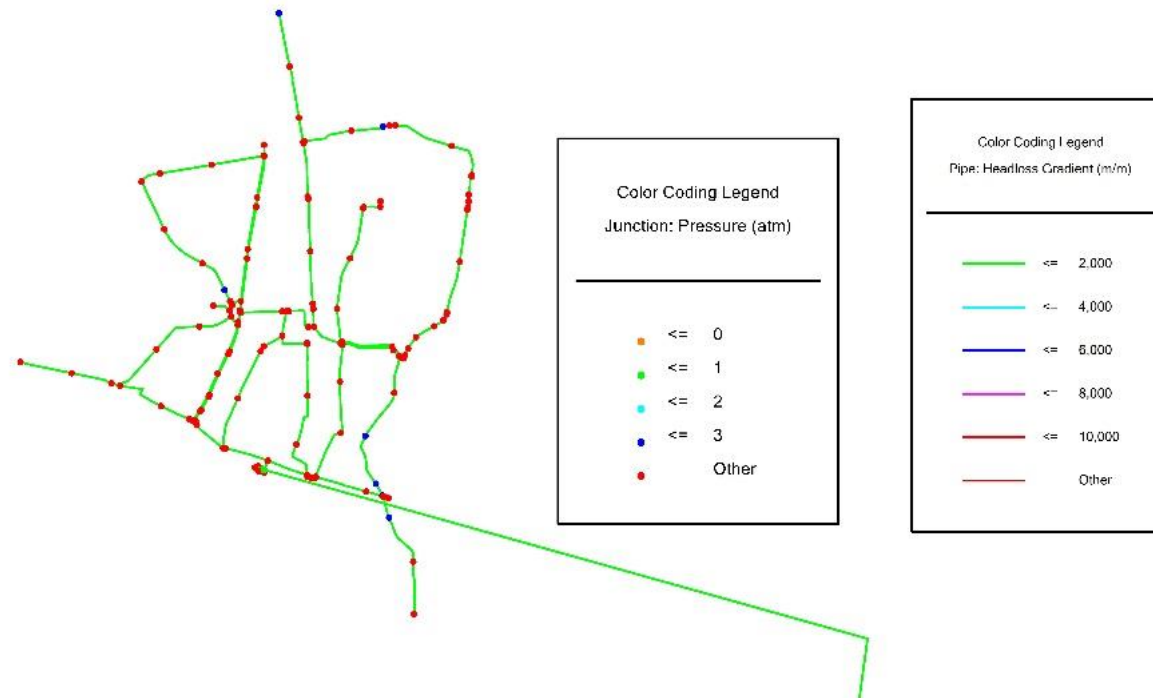 Color Coding Legend
Junction: Pressure (atm)
<= 0
<= 1
<= 2
<= 3
Other
Color Coding Legend
Pipe: Headloss Gradient (m/m)
<= 2,000
<= 4,000
<= 6,000
<= 8,000
<= 10,000
Other